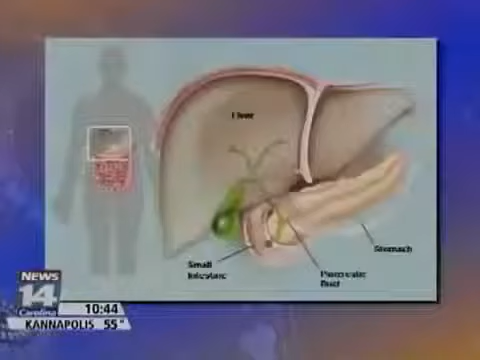 Liver
Stomach
Small
Intestine
Pancreatic
Duct
NEWS
14
Carolina
10:44
KANNAPOLIS 55°